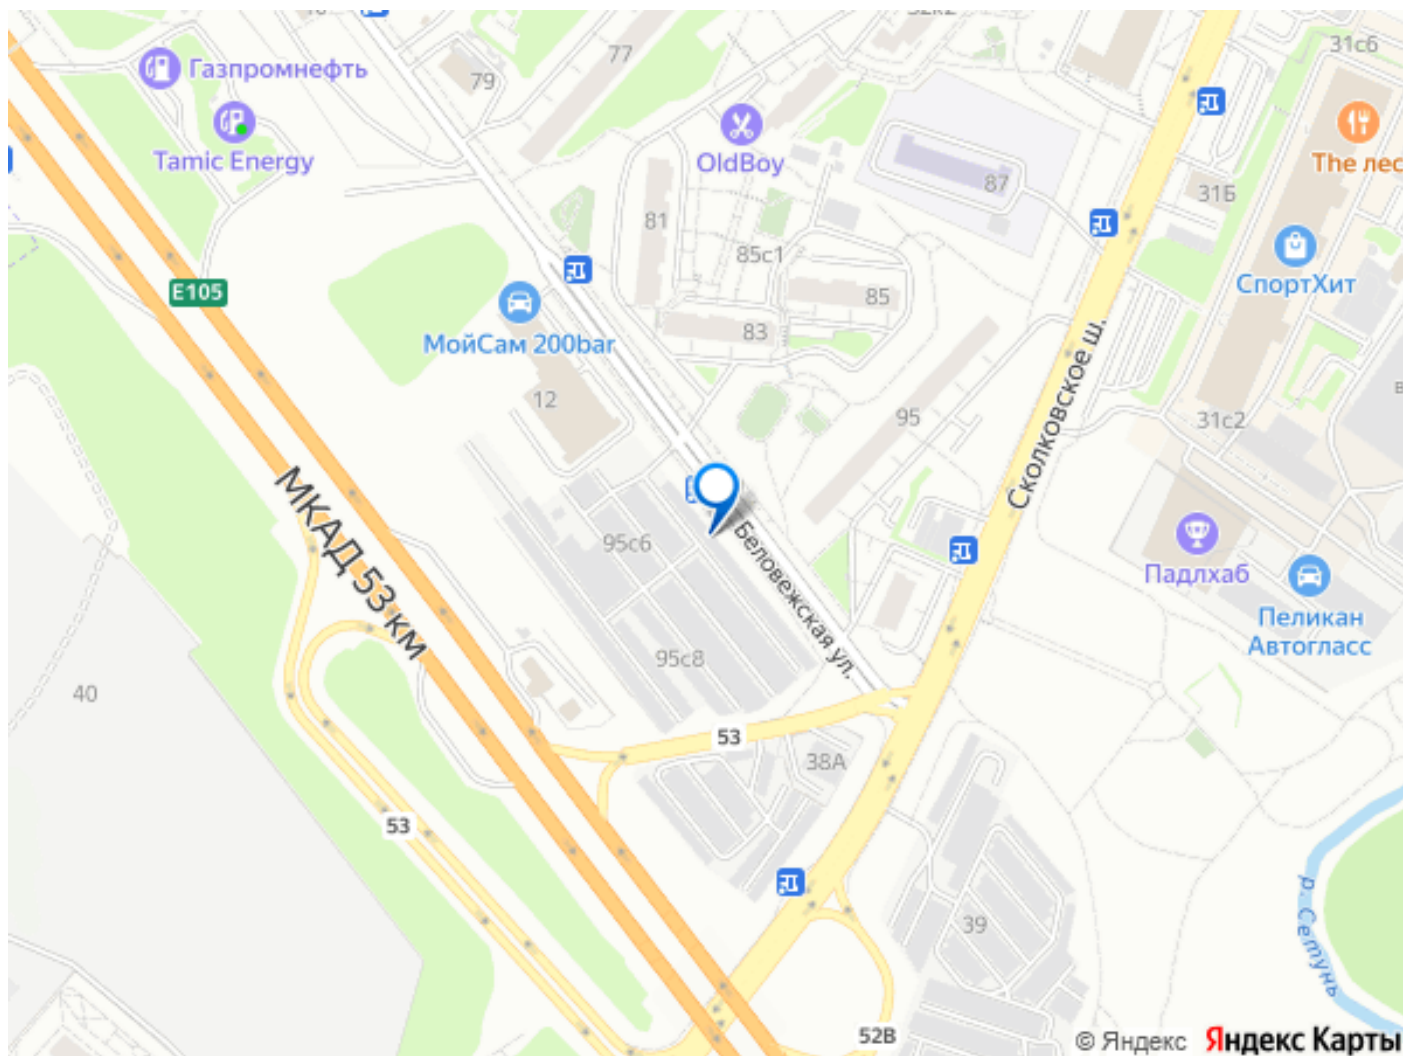 77
31с6
Газпромнефть
79
Tamic Energy
OldBoy
The лес
87
31Б
81
85с1
E105
СпортХит
85
МойСам 200bar
83
12
95
31с2
Сколковское ш.
МКАД 53 км
95с6
Беловежская ул.
Падлхаб
Пеликан
Автогласс
95с8
40
53
38А
53
39
р. Сетунь
52В
© Яндекс
Яндекс Карты